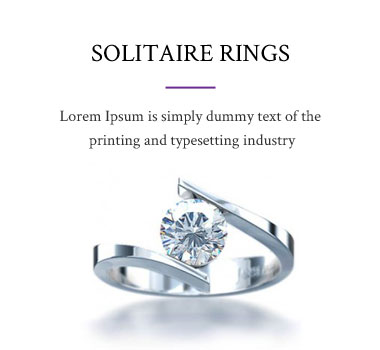 SOLITAIRE RINGS
Lorem Ipsum is simply dummy text of the
printing and typesetting industry